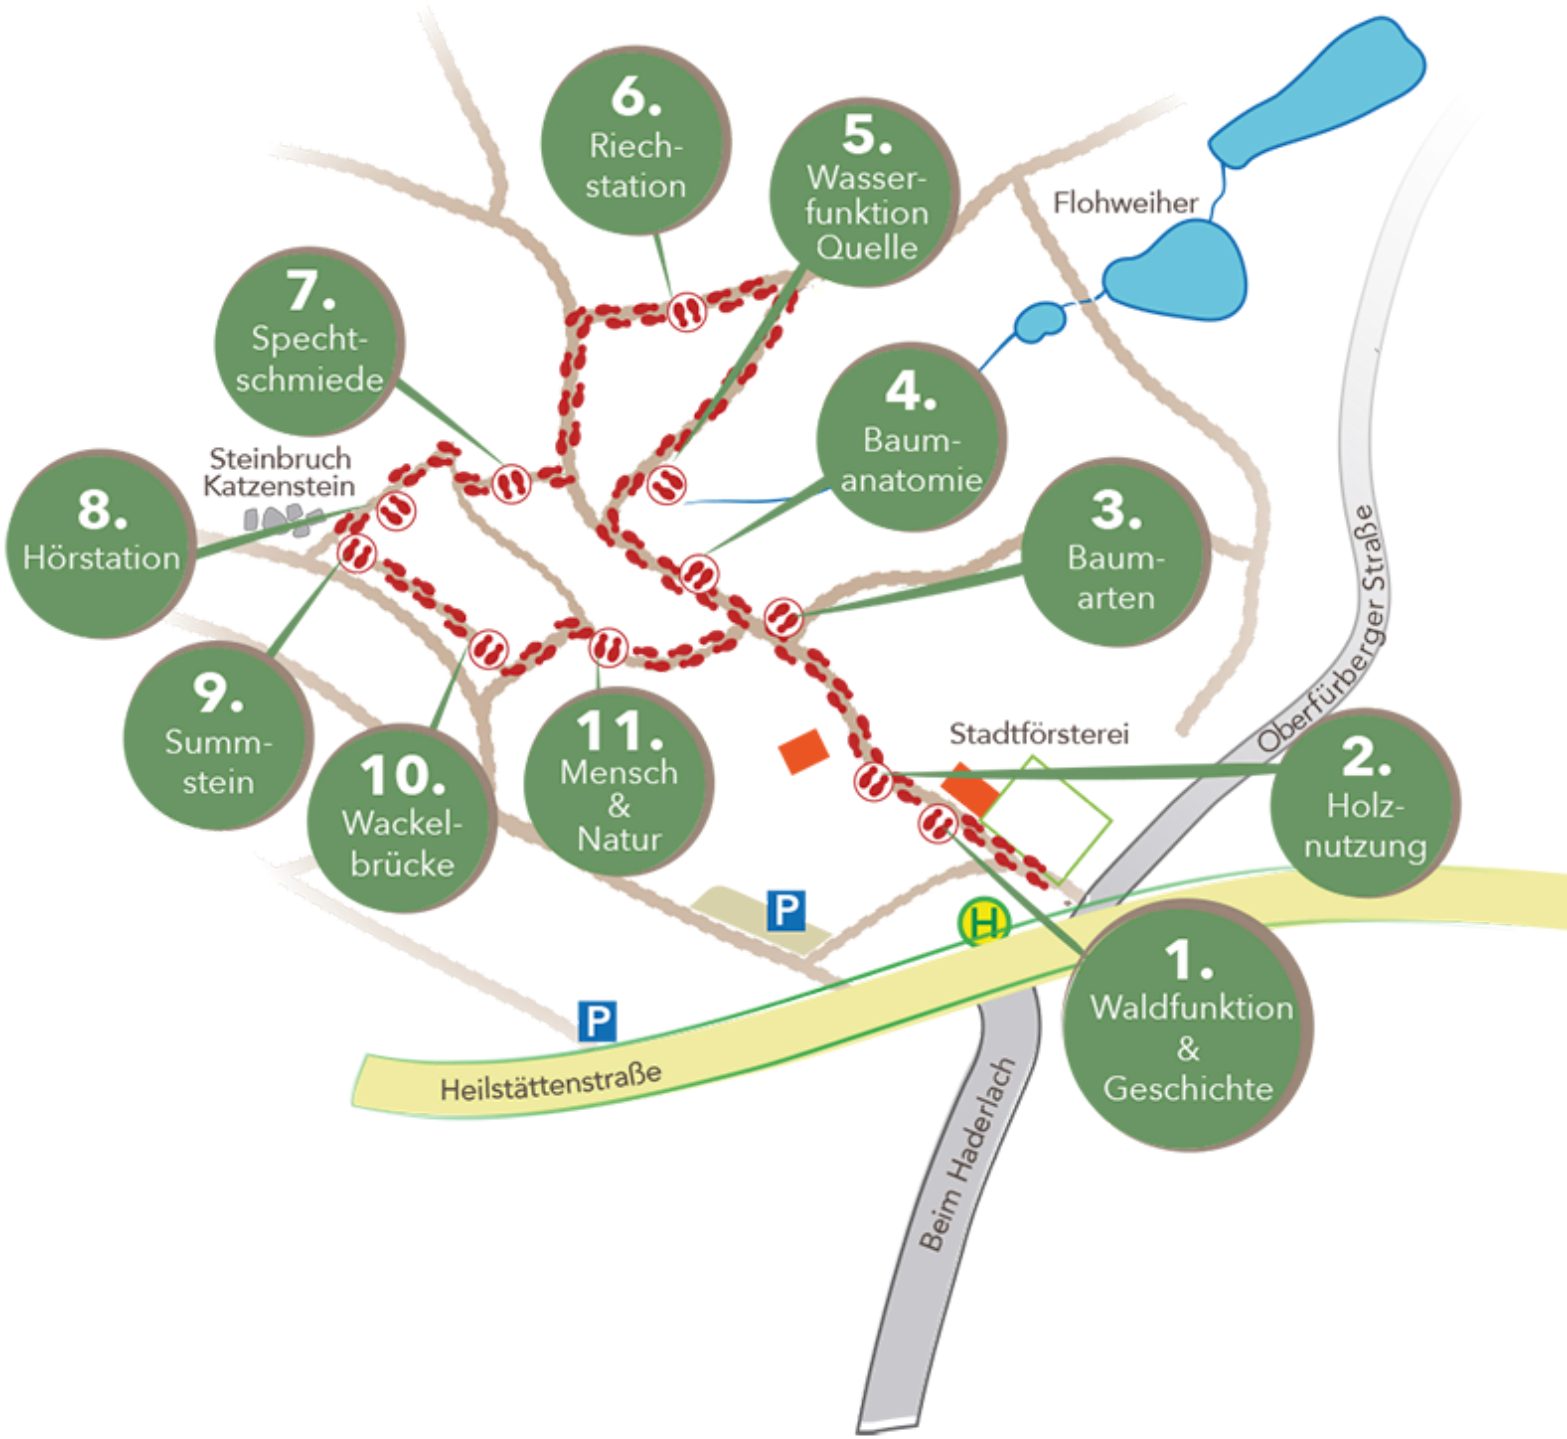 6.
Riech-
station
5.
Wasser-
funktion
Quelle
Flohweiher
7.
Specht-
schmiede
4.
Baum-
anatomie
Steinbruch
Katzenstein
8.
Hörstation
3.
Baum-
arten
Oberfürberger Straße
9.
Summ-
stein
10.
Wackel-
brücke
11.
Mensch
&
Natur
Stadtförsterei
2.
Holz-
nutzung
P
H
P
1.
Waldfunktion
&
Geschichte
Heilstättenstraße
Beim Haderlach